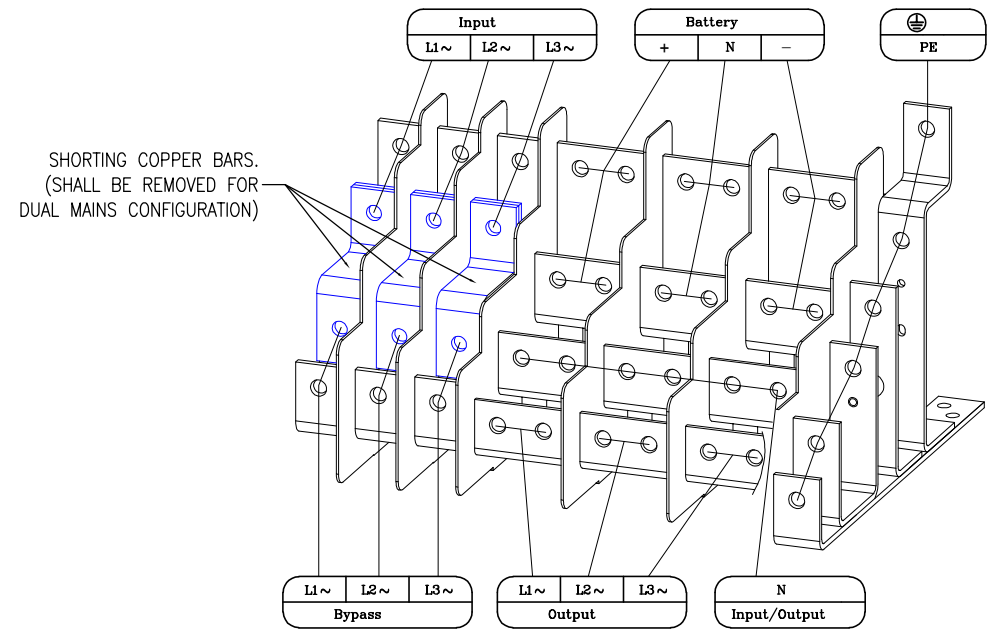 Input
L1~ L2~ L3~
Battery
+ N −
PE
SHORTING COPPER BARS.
(SHALL BE REMOVED FOR
DUAL MAINS CONFIGURATION)
L1~ L2~ L3~
Bypass
L1~ L2~ L3~
Output
N
Input/Output